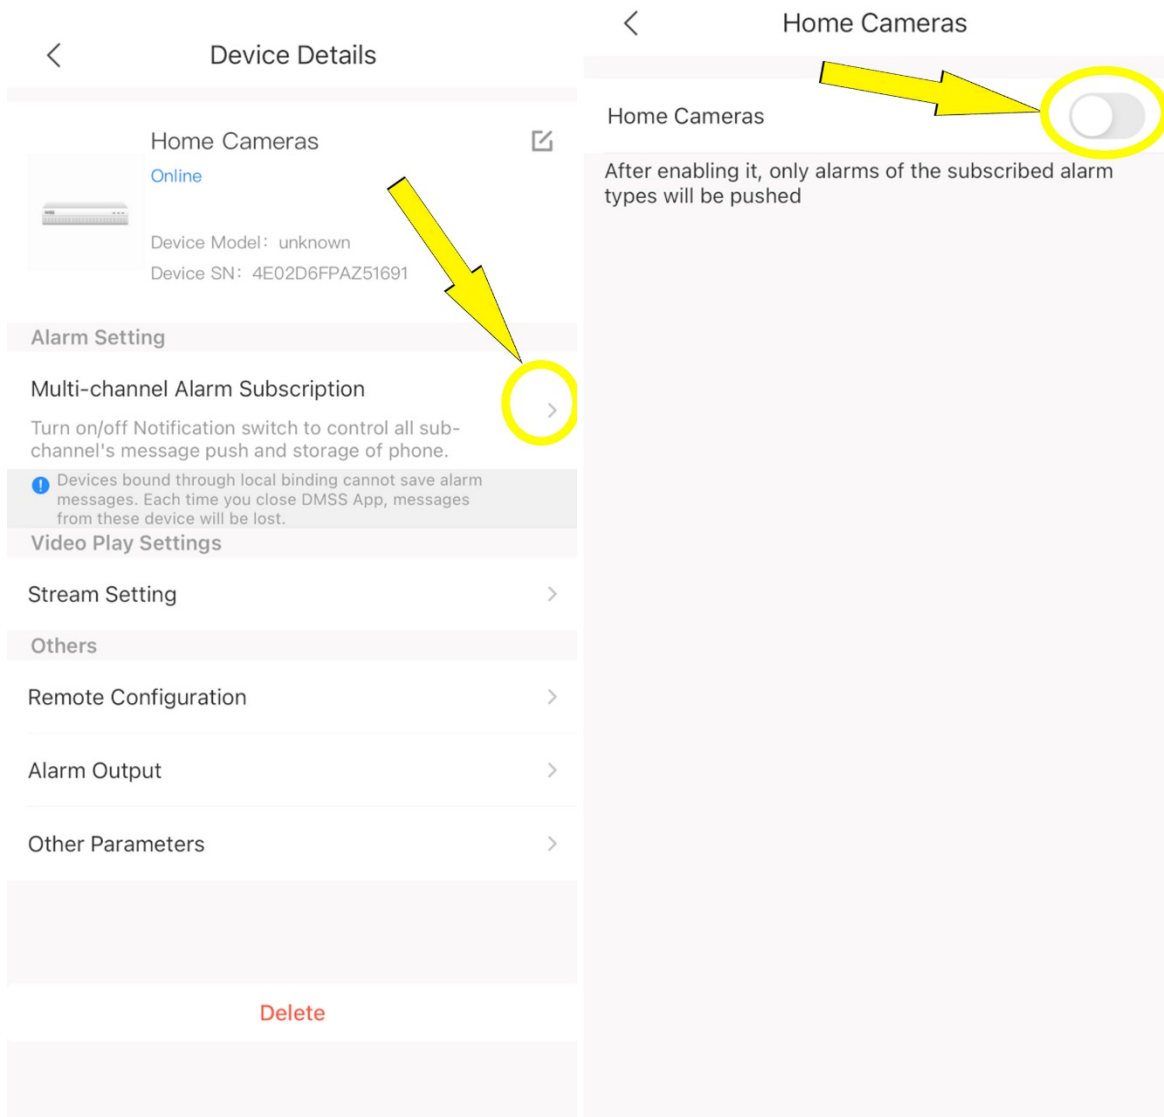 Device Details
Home Cameras
Online
Device Model: unknown
Device SN: 4E02D6FPAZ51691
Alarm Setting
Multi-channel Alarm Subscription
Turn on/off Notification switch to control all sub-
channel's message push and storage of phone.
Devices bound through local binding cannot save alarm
messages. Each time you close DMSS App, messages
from these device will be lost.
Video Play Settings
Stream Setting
Others
Remote Configuration
Alarm Output
Other Parameters
Delete
Home Cameras
Home Cameras
After enabling it, only alarms of the subscribed alarm
types will be pushed